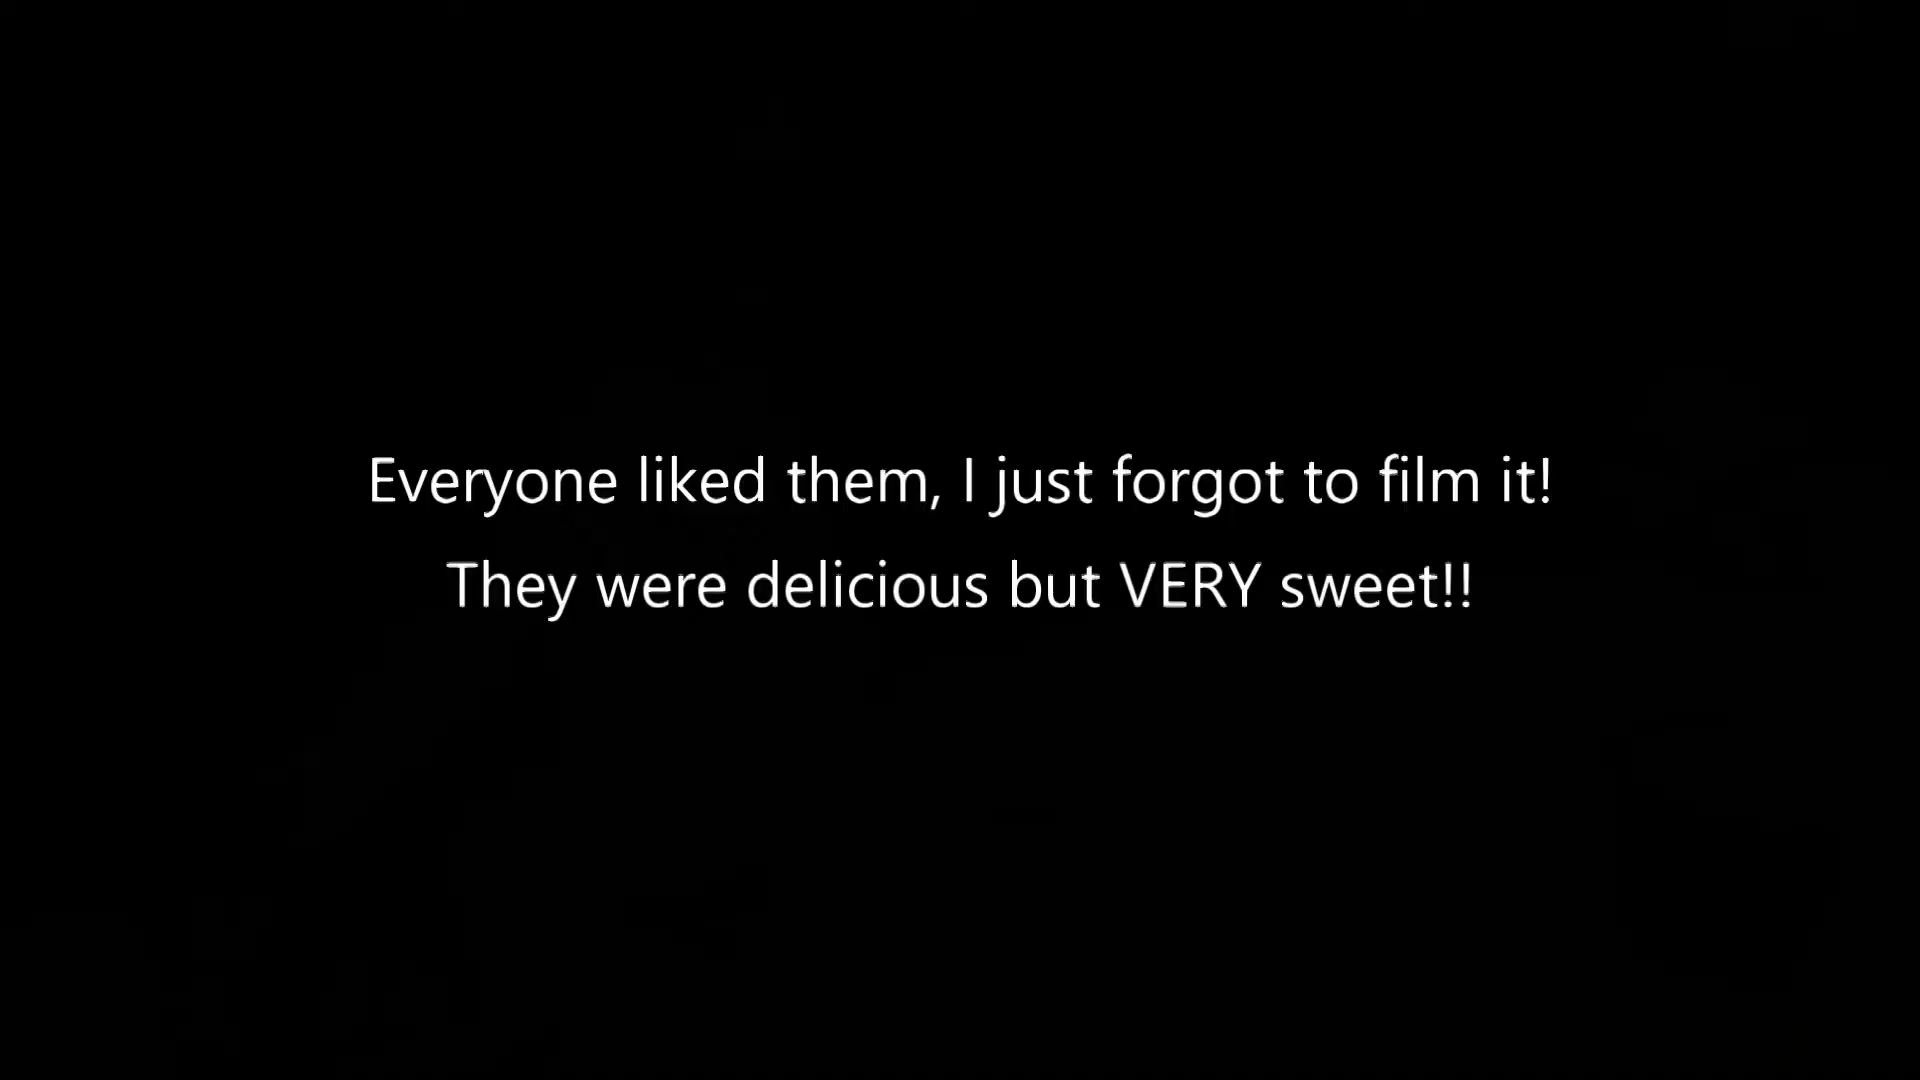 Everyone liked them, I just forgot to film it!
They were delicious but VERY sweet!!